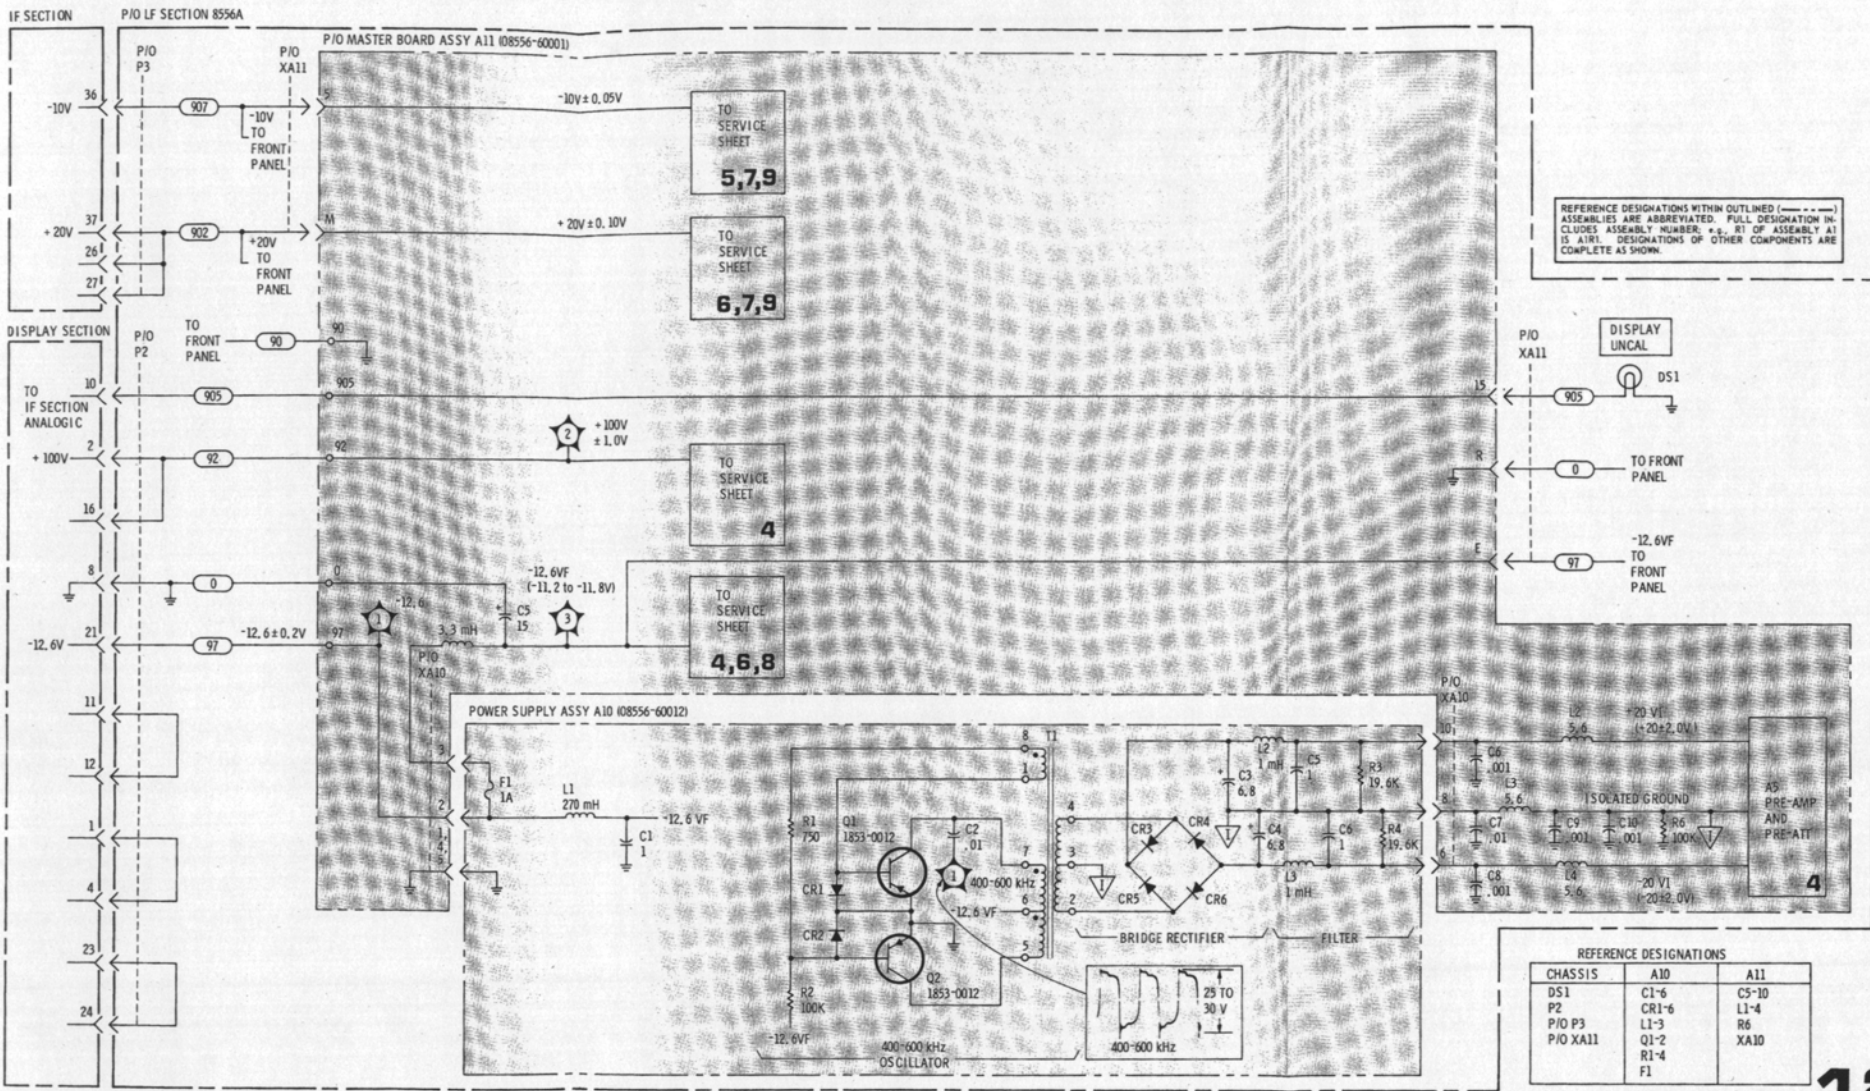 IF SECTION
P/O LF SECTION 8556A
P/O MASTER BOARD ASSY A11 (08556-60001)
P/O
P3
P/O
XA11
-10V
36
907
5
-10V ± 0.05V
-10V
TO
FRONT
PANEL
TO
SERVICE
SHEET
5,7,9
+20V
37
902
M
+ 20V ± 0.10V
+20V
TO
FRONT
PANEL
26
27
TO
SERVICE
SHEET
6,7,9
REFERENCE DESIGNATIONS WITHIN OUTLINED (— - - —)
ASSEMBLIES ARE ABBREVIATED. FULL DESIGNATION IN-
CLUDES ASSEMBLY NUMBER; e.g., R1 OF ASSEMBLY A1
IS A1R1. DESIGNATIONS OF OTHER COMPONENTS ARE
COMPLETE AS SHOWN.
DISPLAY SECTION
P/O
P2
TO
FRONT
PANEL
90
90
P/O
XA11
DISPLAY
UNCAL
TO
IF SECTION
ANALOGIC
10
905
905
15
905
DS1
+ 100V
2
92
92
2
+100V
± 1.0V
TO
SERVICE
SHEET
4
R
0
TO FRONT
PANEL
16
8
0
0
C5
15
-12.6VF
(-11.2 to -11.8V)
3
TO
SERVICE
SHEET
4,6,8
E
97
-12.6VF
TO
FRONT
PANEL
-12.6V
21
97
-12.6 ± 0.2V
97
1
-12.6
3.3 mH
P/O
XA10
11
12
1
4
23
24
POWER SUPPLY ASSY A10 (08556-60012)
3
F1
1A
2
1,
4,
5
L1
270 mH
C1
1
-12.6 VF
R1
750
Q1
1853-0012
CR1
CR2
Q2
1853-0012
R2
100K
-12.6VF
400-600 kHz
OSCILLATOR
C2
.01
1
400-600 kHz
-12.6 VF
8
T1
1
7
6
5
4
3
2
25 TO
30 V
400-600 kHz
CR3
CR4
CR5
CR6
BRIDGE RECTIFIER
C3
6.8
L2
1 mH
C5
1
R3
19.6K
C4
6.8
C6
1
R4
19.6K
L3
1 mH
FILTER
P/O
XA10
10
8
6
L2
5.6
+20 V1
(+20±2.0V)
C6
.001
L3
5.6
ISOLATED GROUND
C7
.01
C9
.001
C10
.001
R6
100K
C8
.001
L4
5.6
-20 V1
(-20±2.0V)
A5
PRE-AMP
AND
PRE-ATT
4
REFERENCE DESIGNATIONS
CHASSIS A10 A11
DS1 C1-6 C5-10
P2 CR1-6 L1-4
P/O P3 L1-3 R6
P/O XA11 Q1-2 XA10
R1-4
F1